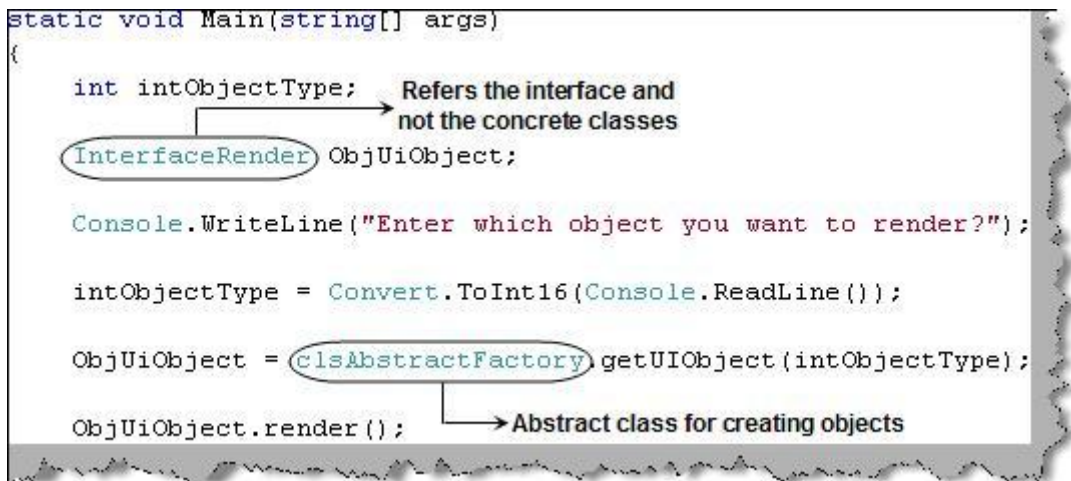 static void Main(string[] args)
{
int intObjectType;
Refers the interface and
not the concrete classes
InterfaceRender ObjUiObject;
Console.WriteLine("Enter which object you want to render?");
intObjectType = Convert.ToInt16(Console.ReadLine());
ObjUiObject = clsAbstractFactory.getUIObject(intObjectType);
ObjUiObject.render();
Abstract class for creating objects